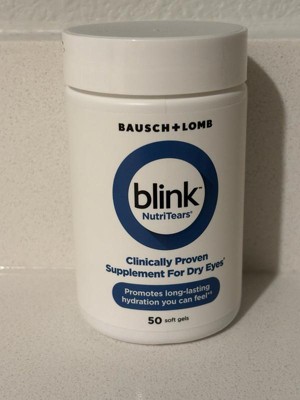 BAUSCH+LOMB
blink™
NutriTears®
Clinically Proven
Supplement For Dry Eyes*
Promotes long-lasting
hydration you can feel**
50 soft gels